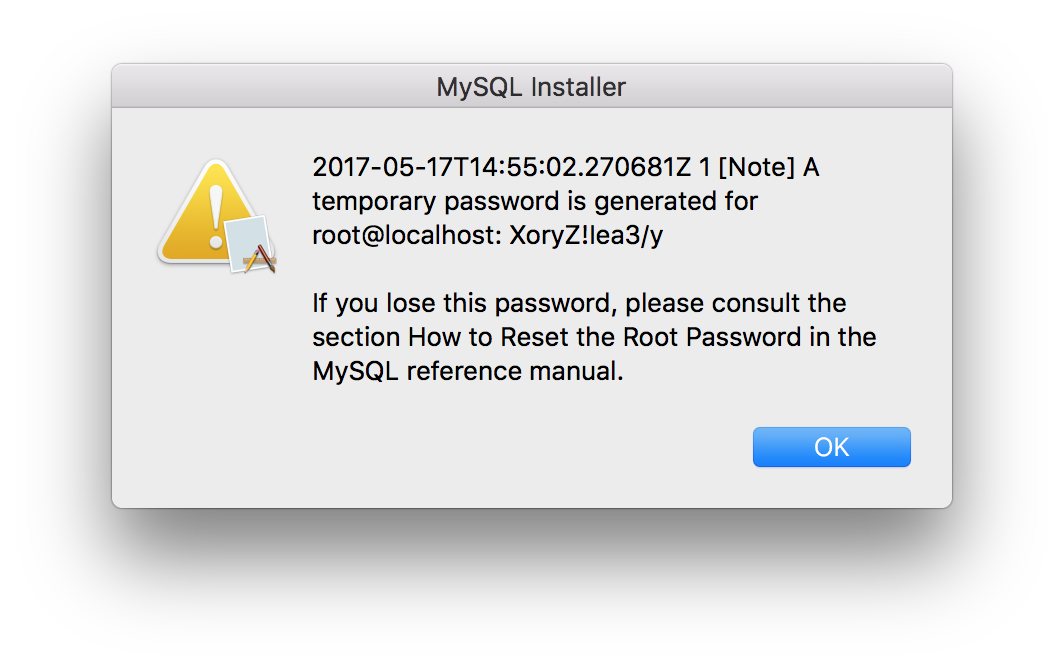 MySQL Installer
2017-05-17T14:55:02.270681Z 1 [Note] A
temporary password is generated for
root@localhost: XoryZ!Iea3/y
If you lose this password, please consult the
section How to Reset the Root Password in the
MySQL reference manual.
OK